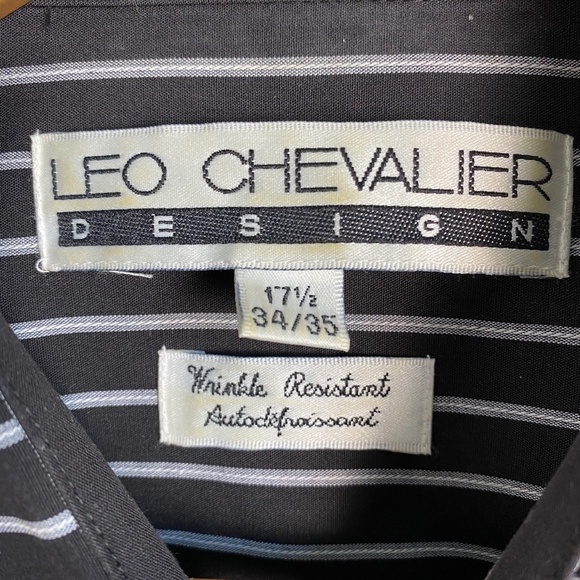 LEO CHEVALIER
DESIGN
17½
34/35
Wrinkle Resistant
Autodéfroissant